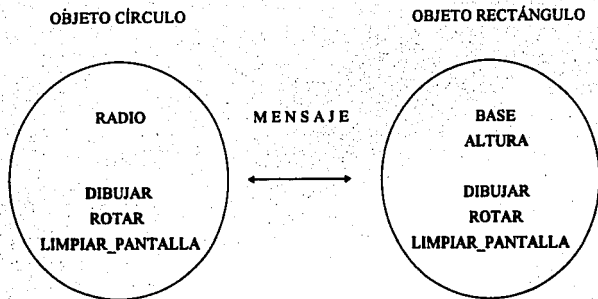 OBJETO CÍRCULO
OBJETO RECTÁNGULO
RADIO
MENSAJE
BASE
ALTURA
DIBUJAR
ROTAR
LIMPIAR_PANTALLA
DIBUJAR
ROTAR
LIMPIAR_PANTALLA